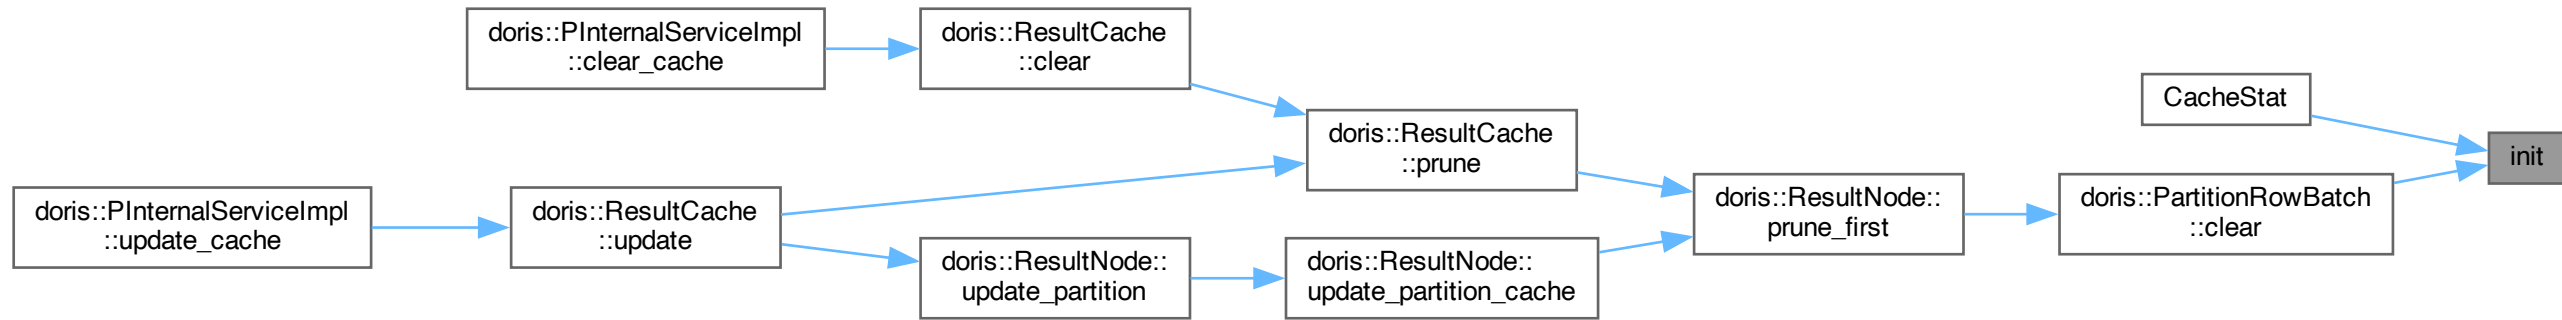 doris::PInternalServiceImpl
::clear_cache
doris::ResultCache
::clear
CacheStat
doris::ResultCache
::prune
init
doris::PInternalServiceImpl
::update_cache
doris::ResultCache
::update
doris::ResultNode::
prune_first
doris::PartitionRowBatch
::clear
doris::ResultNode::
update_partition
doris::ResultNode::
update_partition_cache